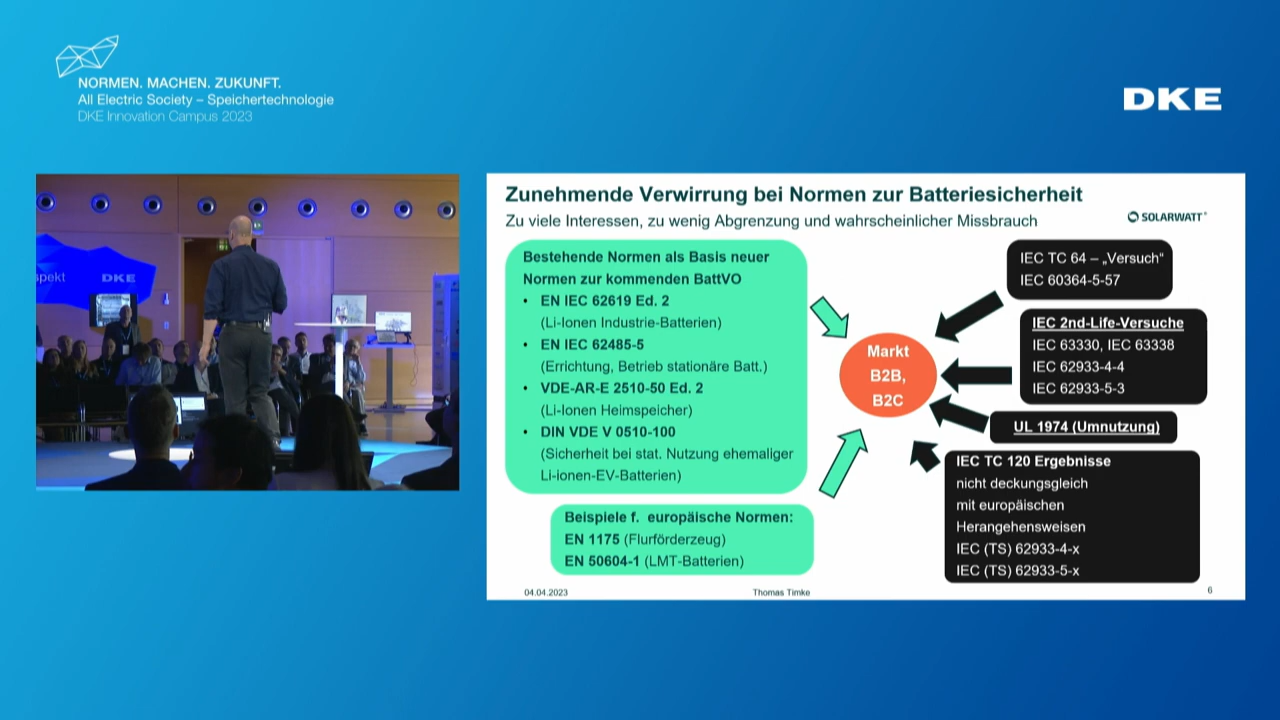 NORMEN. MACHEN. ZUKUNFT.
All Electric Society – Speichertechnologie
DKE Innovation Campus 2023
DKE
spekt
DKE
Zunehmende Verwirrung bei Normen zur Batteriesicherheit
Zu viele Interessen, zu wenig Abgrenzung und wahrscheinlicher Missbrauch
SOLARWATT®
Bestehende Normen als Basis neuer
Normen zur kommenden BattVO
• EN IEC 62619 Ed. 2
(Li-Ionen Industrie-Batterien)
• EN IEC 62485-5
(Errichtung, Betrieb stationäre Batt.)
• VDE-AR-E 2510-50 Ed. 2
(Li-Ionen Heimspeicher)
• DIN VDE V 0510-100
(Sicherheit bei stat. Nutzung ehemaliger
Li-ionen-EV-Batterien)
Beispiele f. europäische Normen:
EN 1175 (Flurförderzeug)
EN 50604-1 (LMT-Batterien)
Markt
B2B,
B2C
IEC TC 64 – „Versuch“
IEC 60364-5-57
IEC 2nd-Life-Versuche
IEC 63330, IEC 63338
IEC 62933-4-4
IEC 62933-5-3
UL 1974 (Umnutzung)
IEC TC 120 Ergebnisse
nicht deckungsgleich
mit europäischen
Herangehensweisen
IEC (TS) 62933-4-x
IEC (TS) 62933-5-x
04.04.2023
Thomas Timke
6